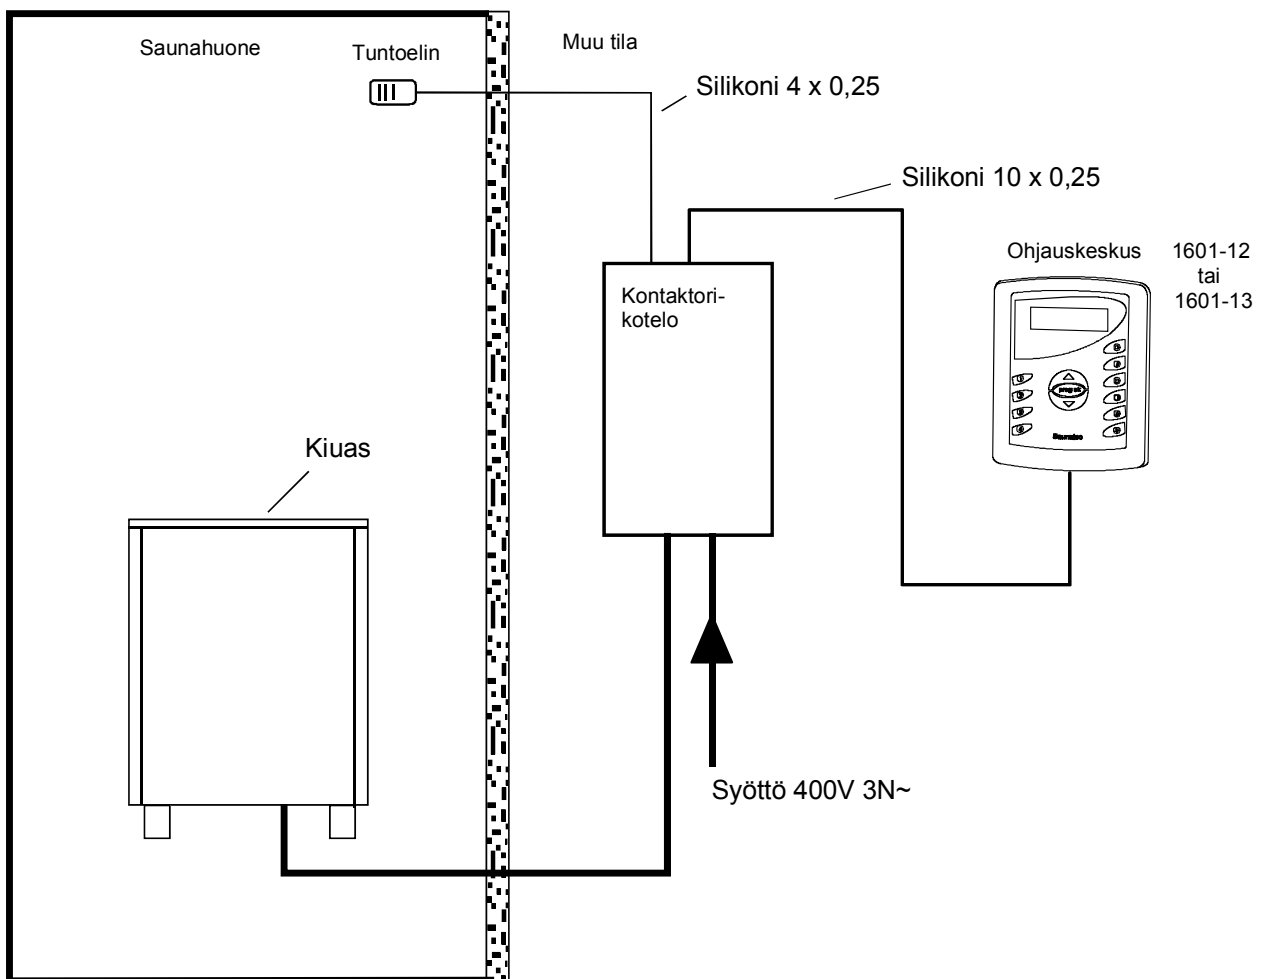 Saunahuone
Tuntoelin
Muu tila
Silikoni 4 x 0,25
Silikoni 10 x 0,25
Ohjauskeskus 1601-12
tai
1601-13
Kontaktori-
kotelo
Kiuas
Syöttö 400V 3N~